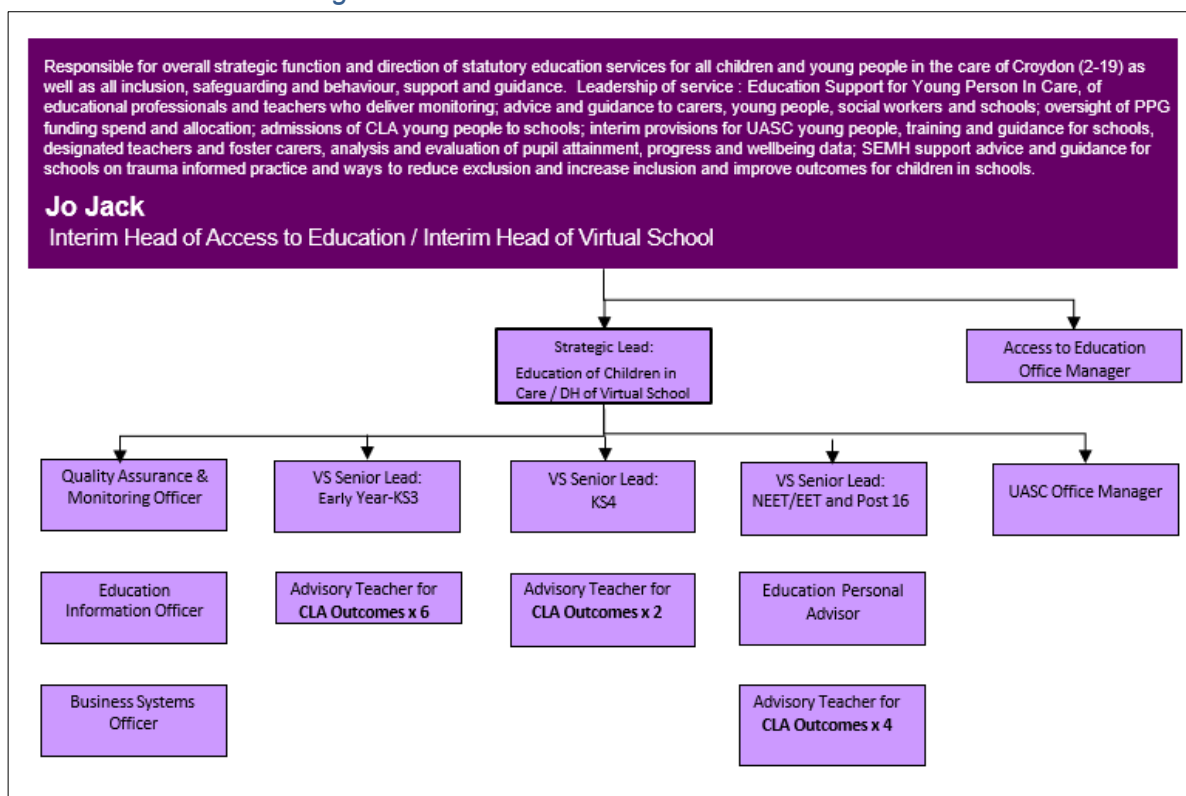 Responsible for overall strategic function and direction of statutory education services for all children and young people in the care of Croydon (2-19) as
well as all inclusion, safeguarding and behaviour, support and guidance. Leadership of service : Education Support for Young Person In Care, of
educational professionals and teachers who deliver monitoring; advice and guidance to carers, young people, social workers and schools; oversight of PPG
funding spend and allocation; admissions of CLA young people to schools; interim provisions for UASC young people, training and guidance for schools,
designated teachers and foster carers, analysis and evaluation of pupil attainment, progress and wellbeing data; SEMH support advice and guidance for
schools on trauma informed practice and ways to reduce exclusion and increase inclusion and improve outcomes for children in schools.
Jo Jack
Interim Head of Access to Education / Interim Head of Virtual School
Strategic Lead:
Education of Children in
Care / DH of Virtual School
Access to Education
Office Manager
Quality Assurance &
Monitoring Officer
VS Senior Lead:
Early Year-KS3
VS Senior Lead:
KS4
VS Senior Lead:
NEET/EET and Post 16
UASC Office Manager
Education
Information Officer
Advisory Teacher for
CLA Outcomes x 6
Advisory Teacher for
CLA Outcomes x 2
Education Personal
Advisor
Business Systems
Officer
Advisory Teacher for
CLA Outcomes x 4